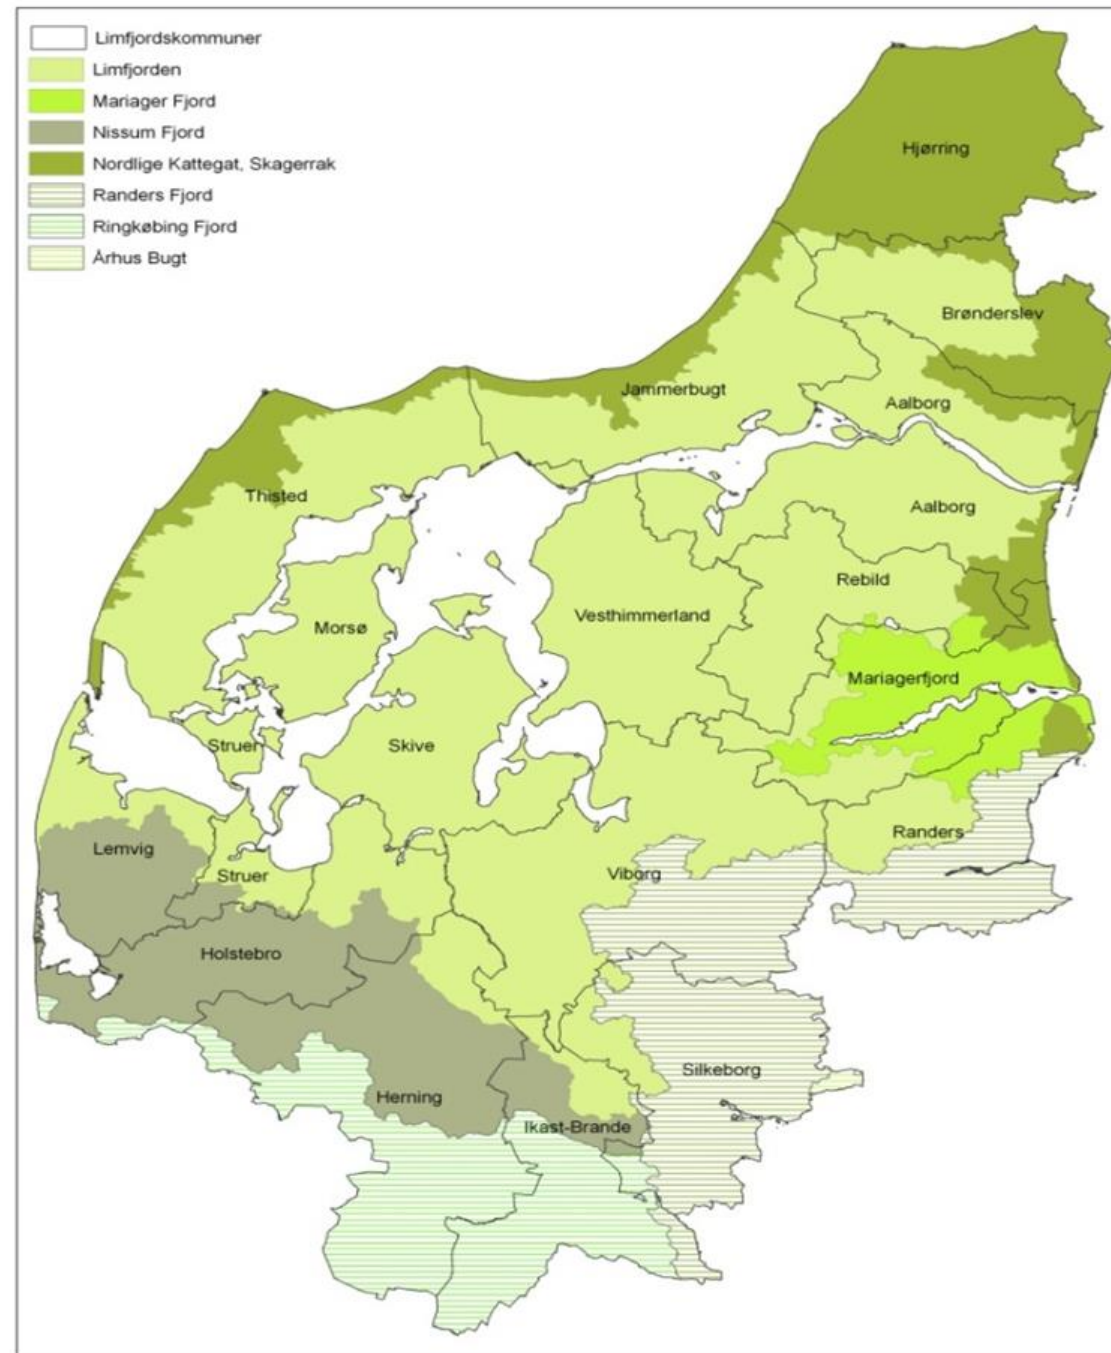 Limfjordskommuner
Limfjorden
Mariager Fjord
Nissum Fjord
Nordlige Kattegat, Skagerrak
Randers Fjord
Ringkøbing Fjord
Århus Bugt
Hjørring
Brønderslev
Jammerbugt
Aalborg
Thisted
Aalborg
Rebild
Vesthimmerland
Morsø
Mariagerfjord
Struer
Skive
Randers
Lemvig
Viborg
Struer
Holstebro
Silkeborg
Herning
Ikast-Brande